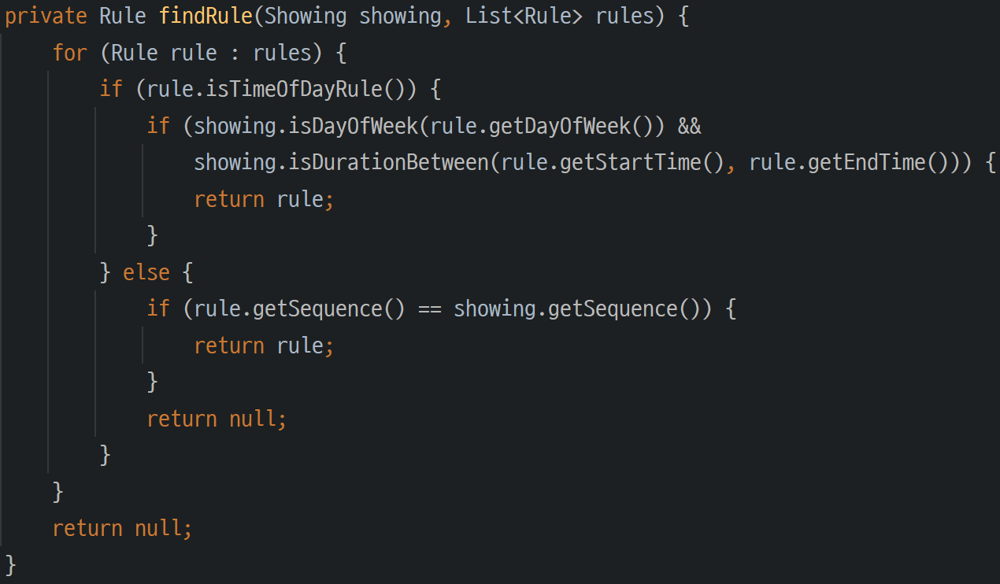 private Rule findRule(Showing showing, List<Rule> rules) {
    for (Rule rule : rules) {
        if (rule.isTimeOfDayRule()) {
            if (showing.isDayOfWeek(rule.getDayOfWeek()) &&
                showing.isDurationBetween(rule.getStartTime(), rule.getEndTime())) {
                return rule;
            }
        } else {
            if (rule.getSequence() == showing.getSequence()) {
                return rule;
            }
            return null;
        }
    }
    return null;
}